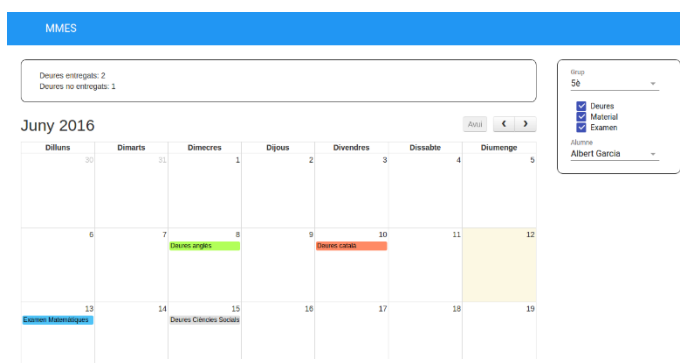 MMES
Deures entregats: 2
Deures no entregats: 1
Grup
5è
Deures
Material
Examen
Alumne
Albert Garcia
Juny 2016
Avui
Dilluns Dimarts Dimecres Dijous Divendres Dissabte Diumenge
30 31 1 2 3 4 5
6 7 8 9 10 11 12
Deures anglès Deures català
13 14 15 16 17 18 19
Examen Matemàtiques Deures Ciències Socials